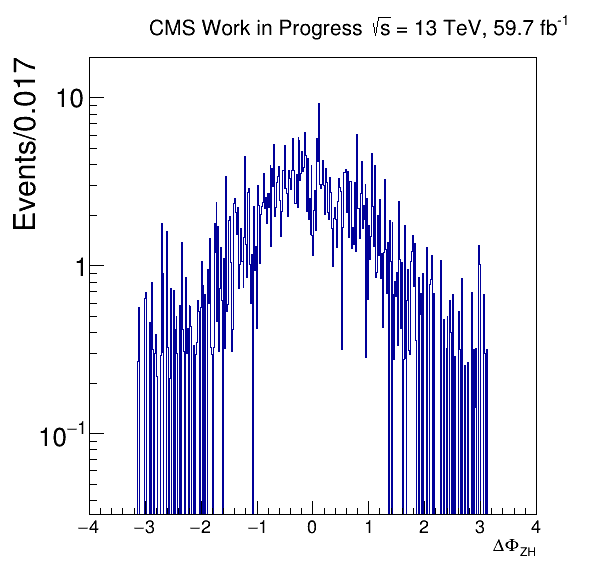 CMS Work in Progress √s = 13 TeV, 59.7 fb⁻¹
Events/0.017
10
1
10⁻¹
−4 −3 −2 −1 0 1 2 3 4
ΔΦ_ZH